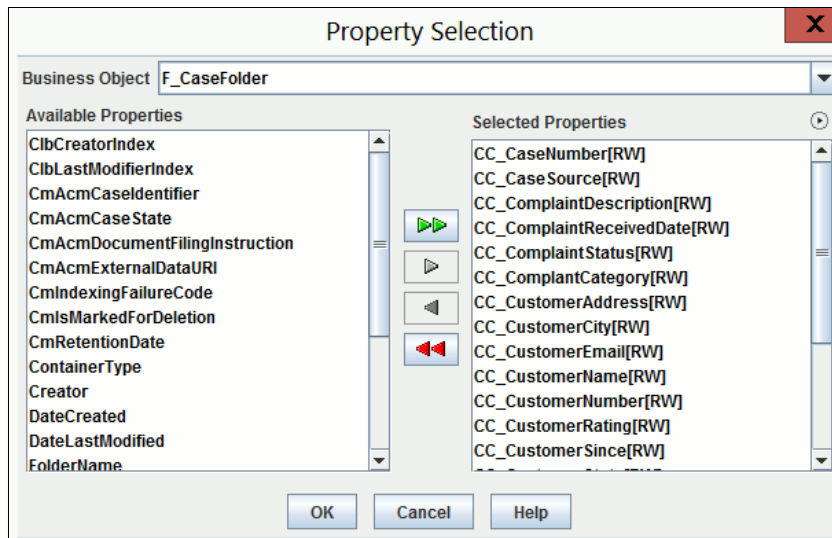 Property Selection
X
Business Object F_CaseFolder
Available Properties
ClbCreatorIndex
ClbLastModifierIndex
CmAcmCaseIdentifier
CmAcmCaseState
CmAcmDocumentFilingInstruction
CmAcmExternalDataURI
CmIndexingFailureCode
CmIsMarkedForDeletion
CmRetentionDate
ContainerType
Creator
DateCreated
DateLastModified
FolderName
Selected Properties
CC_CaseNumber[RW]
CC_CaseSource[RW]
CC_ComplaintDescription[RW]
CC_ComplaintReceivedDate[RW]
CC_ComplaintStatus[RW]
CC_ComplantCategory[RW]
CC_CustomerAddress[RW]
CC_CustomerCity[RW]
CC_CustomerEmail[RW]
CC_CustomerName[RW]
CC_CustomerNumber[RW]
CC_CustomerRating[RW]
CC_CustomerSince[RW]
OK Cancel Help